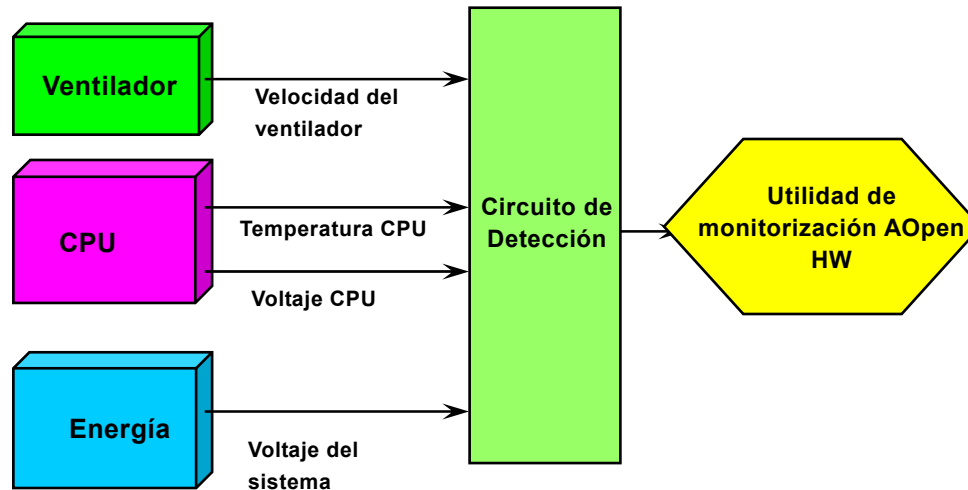 Ventilador
Velocidad del
ventilador
CPU
Temperatura CPU
Voltaje CPU
Energía
Voltaje del
sistema
Circuito de
Detección
Utilidad de
monitorización AOpen
HW